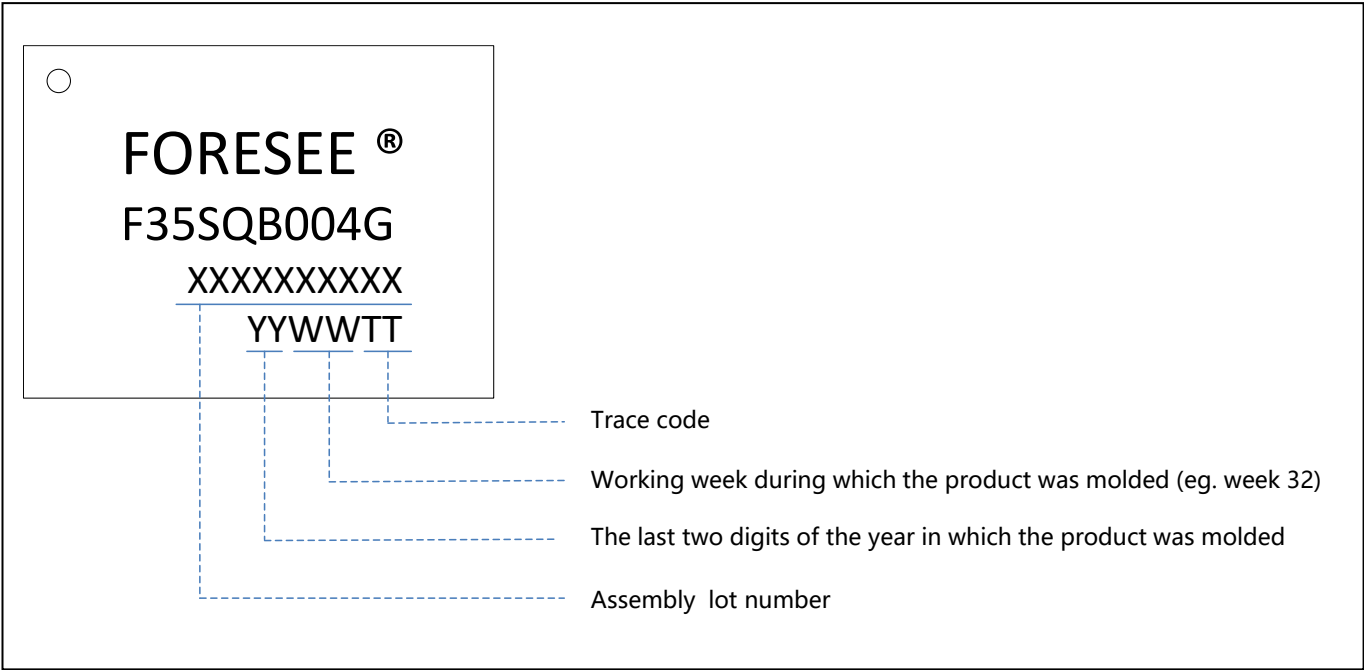 FORESEE ®
F35SQB004G
XXXXXXXXXX
YYWWTT
Trace code
Working week during which the product was molded (eg. week 32)
The last two digits of the year in which the product was molded
Assembly lot number